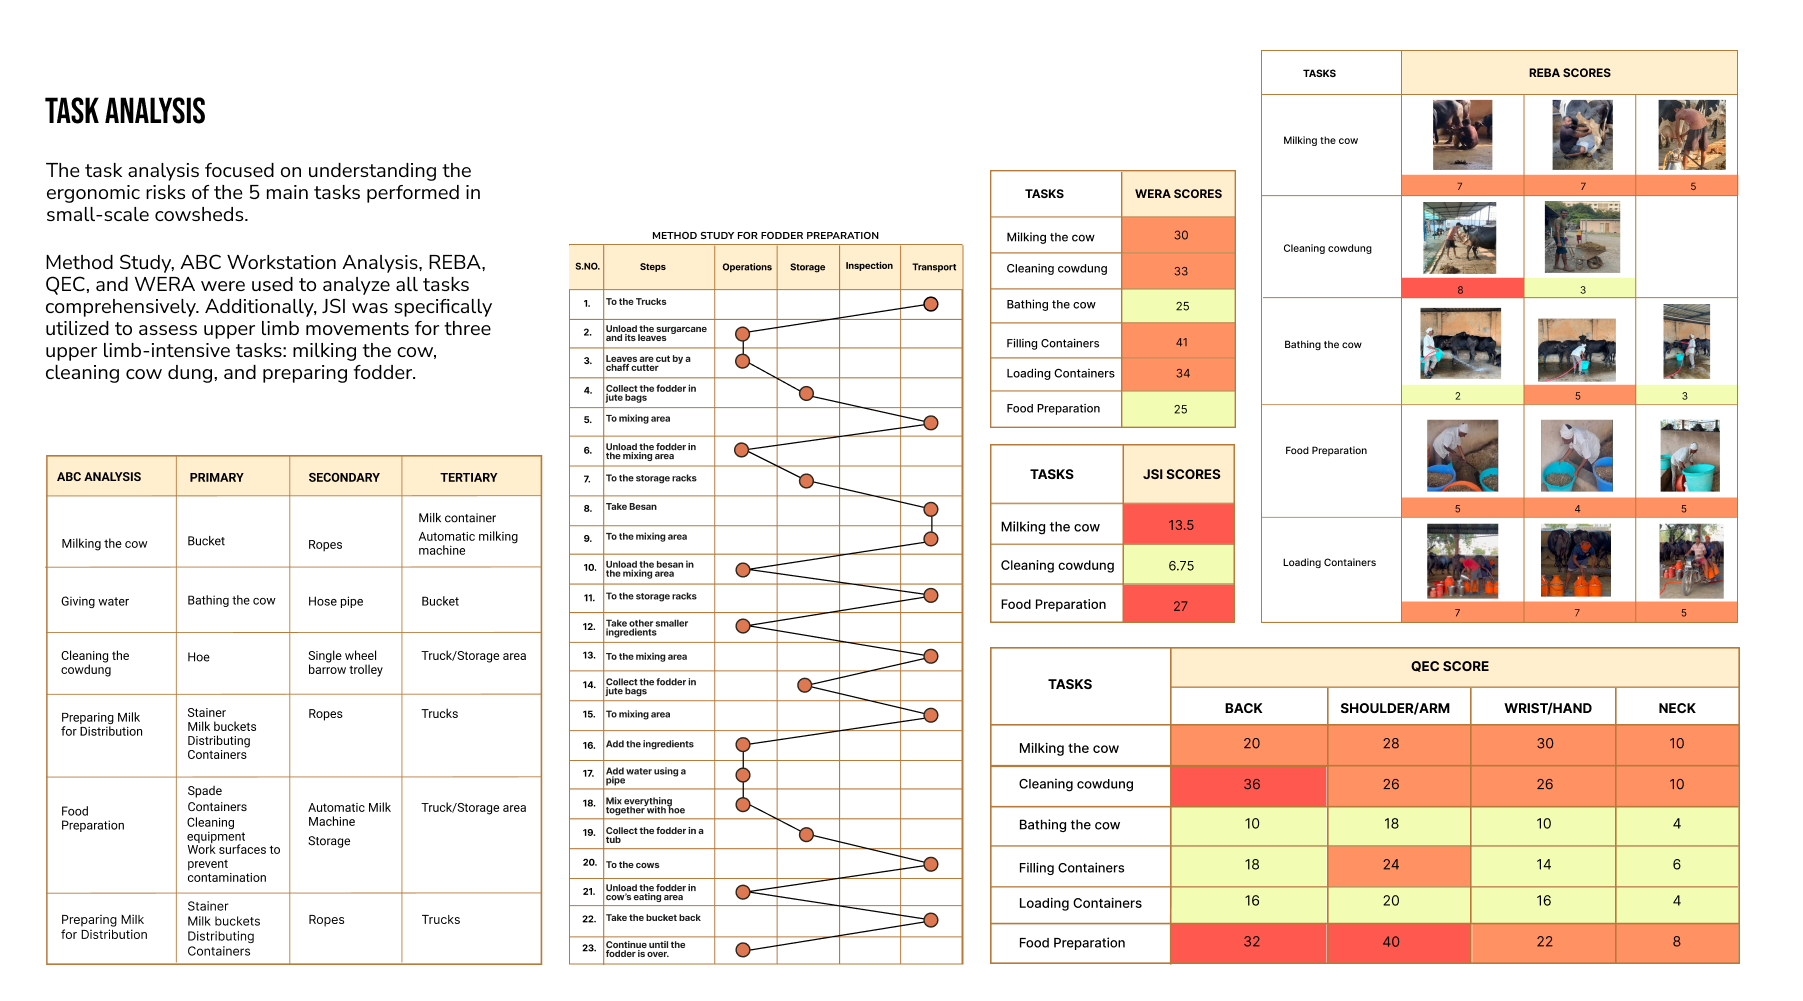 TASK ANALYSIS
The task analysis focused on understanding the
ergonomic risks of the 5 main tasks performed in
small-scale cowsheds.
Method Study, ABC Workstation Analysis, REBA,
QEC, and WERA were used to analyze all tasks
comprehensively. Additionally, JSI was specifically
utilized to assess upper limb movements for three
upper limb-intensive tasks: milking the cow,
cleaning cow dung, and preparing fodder.
ABC ANALYSIS PRIMARY SECONDARY TERTIARY
Milking the cow
Bucket
Ropes
Milk container
Automatic milking
machine
Giving water
Bathing the cow
Hose pipe
Bucket
Cleaning the
cowdung
Hoe
Single wheel
barrow trolley
Truck/Storage area
Preparing Milk
for Distribution
Stainer
Milk buckets
Distributing
Containers
Ropes
Trucks
Food
Preparation
Spade
Containers
Cleaning
equipment
Work surfaces to
prevent
contamination
Automatic Milk
Machine
Storage
Truck/Storage area
Preparing Milk
for Distribution
Stainer
Milk buckets
Distributing
Containers
Ropes
Trucks
METHOD STUDY FOR FODDER PREPARATION
S.NO. Steps Operations Storage Inspection Transport
1. To the Trucks
2. Unload the surgarcane
and its leaves
3. Leaves are cut by a
chaff cutter
4. Collect the fodder in
jute bags
5. To mixing area
6. Unload the fodder in
the mixing area
7. To the storage racks
8. Take Besan
9. To the mixing area
10. Unload the besan in
the mixing area
11. To the storage racks
12. Take other smaller
ingredients
13. To the mixing area
14. Collect the fodder in
jute bags
15. To mixing area
16. Add the ingredients
17. Add water using a
pipe
18. Mix everything
together with hoe
19. Collect the fodder in a
tub
20. To the cows
21. Unload the fodder in
cow's eating area
22. Take the bucket back
23. Continue until the
fodder is over.
TASKS WERA SCORES
Milking the cow 30
Cleaning cowdung 33
Bathing the cow 25
Filling Containers 41
Loading Containers 34
Food Preparation 25
TASKS JSI SCORES
Milking the cow 13.5
Cleaning cowdung 6.75
Food Preparation 27
TASKS REBA SCORES
Milking the cow
7 7 5
Cleaning cowdung
8 3
Bathing the cow
2 5 3
Food Preparation
5 4 5
Loading Containers
7 7 5
TASKS
QEC SCORE
BACK SHOULDER/ARM WRIST/HAND NECK
Milking the cow 20 28 30 10
Cleaning cowdung 36 26 26 10
Bathing the cow 10 18 10 4
Filling Containers 18 24 14 6
Loading Containers 16 20 16 4
Food Preparation 32 40 22 8